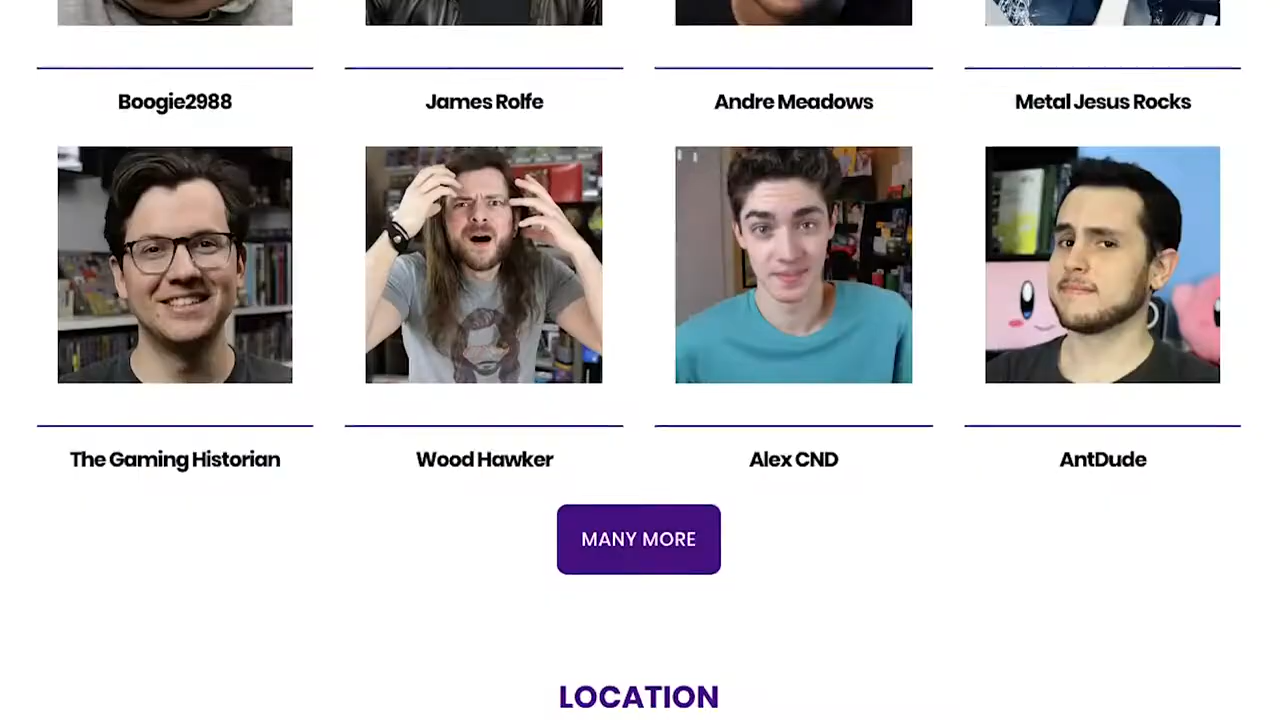 Boogie2988
James Rolfe
Andre Meadows
Metal Jesus Rocks
The Gaming Historian
Wood Hawker
Alex CND
AntDude
MANY MORE
LOCATION